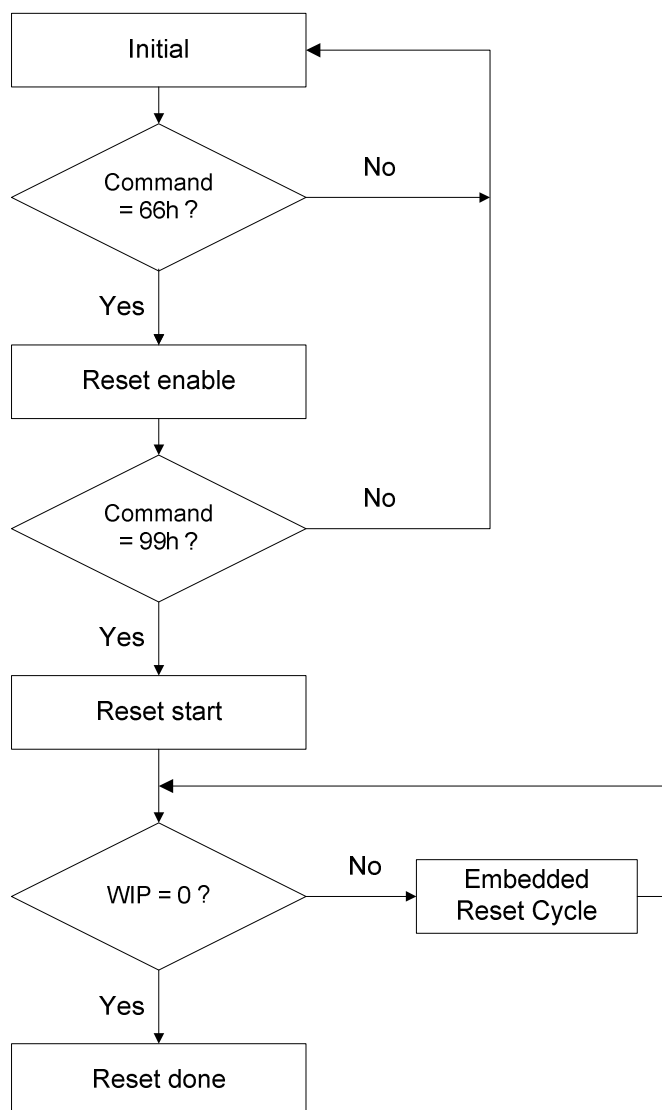 Initial
Command
= 66h ?
No
Yes
Reset enable
Command
= 99h ?
No
Yes
Reset start
WIP = 0 ?
No
Embedded
Reset Cycle
Yes
Reset done